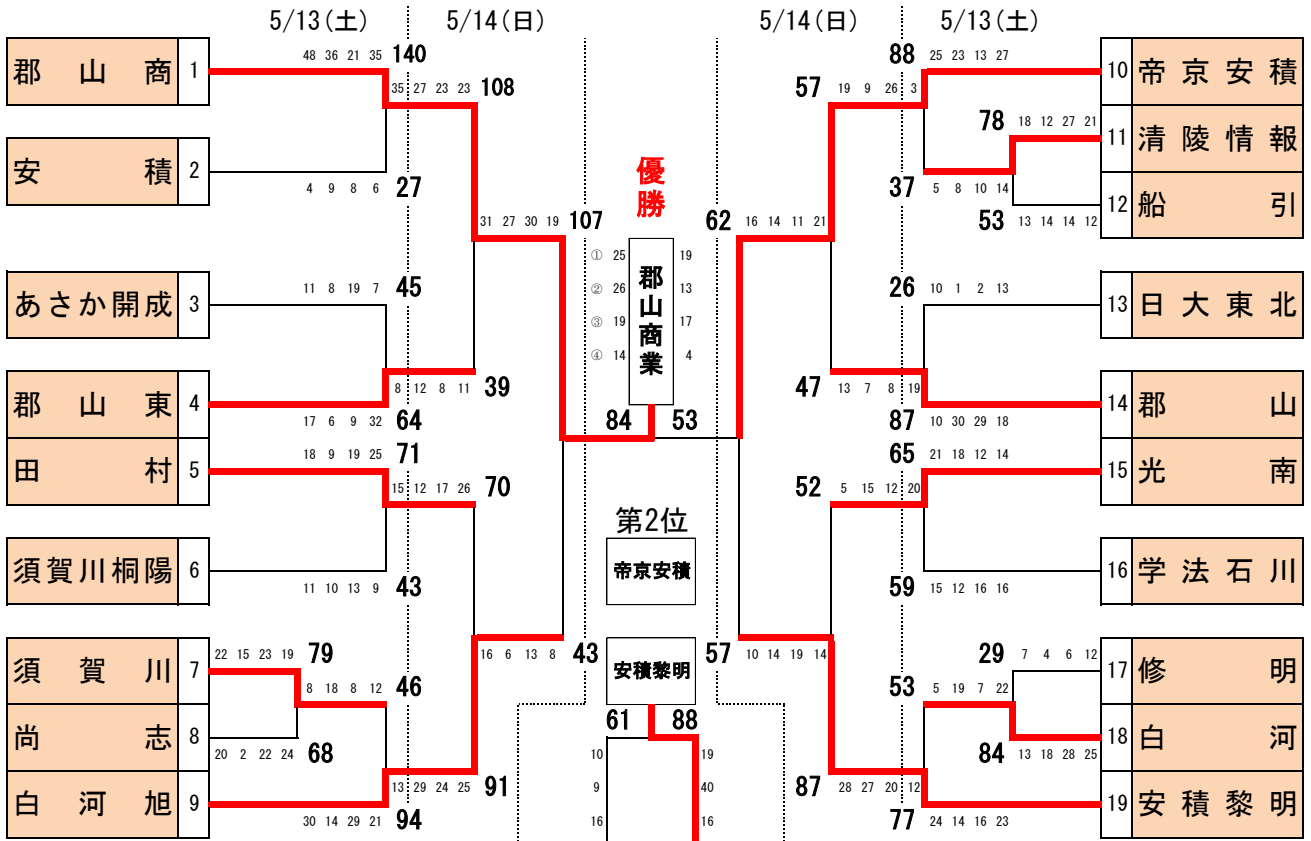 5/13(土) 5/14(日) 5/14(日) 5/13(土)
郡山商 1
48 36 21 35 140
35 27 23 23 108
安積 2
4 9 8 6 27
31 27 30 19 107
あさか開成 3
11 8 19 7 45
郡山東 4
8 12 8 11 39
17 6 9 32 64
田村 5
18 9 19 25 71
15 12 17 26 70
須賀川桐陽 6
11 10 13 9 43
須賀川 7
22 15 23 19 79
8 18 8 12 46
尚志 8
20 2 22 24 68
16 6 13 8 43
白河旭 9
13 29 24 25 91
30 14 29 21 94
優勝
郡山商業
① 25 19
② 26 13
③ 19 17
④ 14 4
84 53
第2位
帝京安積
安積黎明
61 88
10 19
9 40
16 16
88 25 23 13 27
10 帝京安積
57 19 9 26 3
78 18 12 27 21
11 清陵情報
37 5 8 10 14
12 船引
53 13 14 14 12
62 16 14 11 21
26 10 1 2 13
13 日大東北
47 13 7 8 19
14 郡山
87 10 30 29 18
65 21 18 12 14
15 光南
52 5 15 12 20
16 学法石川
59 15 12 16 16
57 10 14 19 14
29 7 4 6 12
17 修明
53 5 19 7 22
18 白河
84 13 18 28 25
87 28 27 20 12
19 安積黎明
77 24 14 16 23